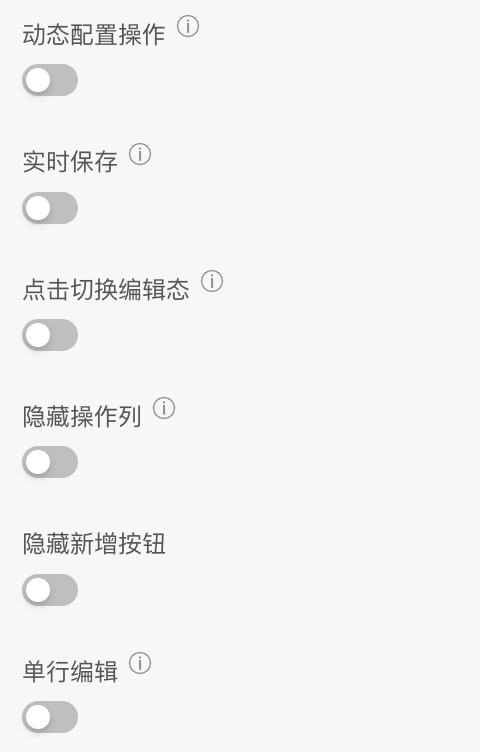 动态配置操作
实时保存
点击切换编辑态
隐藏操作列
隐藏新增按钮
单行编辑